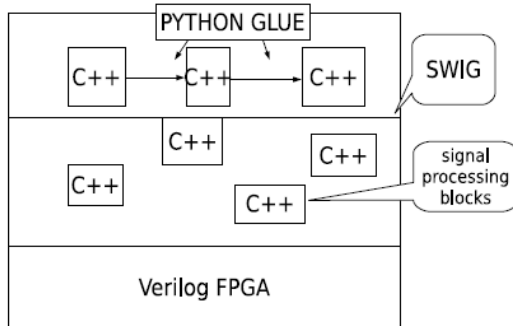 PYTHON GLUE
C++
C++
C++
SWIG
C++
C++
C++
C++
signal
processing
blocks
Verilog FPGA